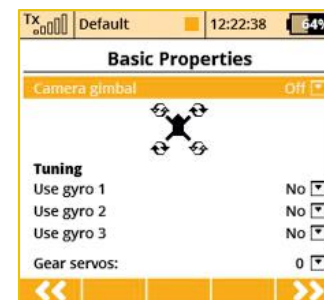 Tx Default 12:22:38 64%
Basic Properties
Camera gimbal Off
Tuning
Use gyro 1 No
Use gyro 2 No
Use gyro 3 No
Gear servos: 0